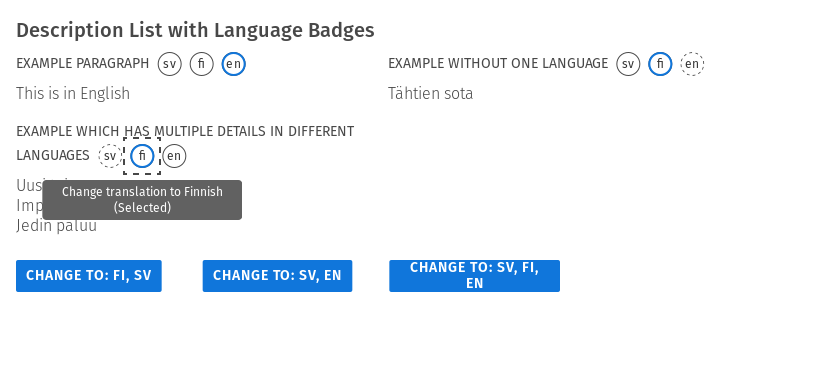 Description List with Language Badges
EXAMPLE PARAGRAPH sv fi en
This is in English
EXAMPLE WITHOUT ONE LANGUAGE sv fi en
Tähtien sota
EXAMPLE WHICH HAS MULTIPLE DETAILS IN DIFFERENT
LANGUAGES sv fi en
Change translation to Finnish
(Selected)
Jedin paluu
CHANGE TO: FI, SV
CHANGE TO: SV, EN
CHANGE TO: SV, FI,
EN